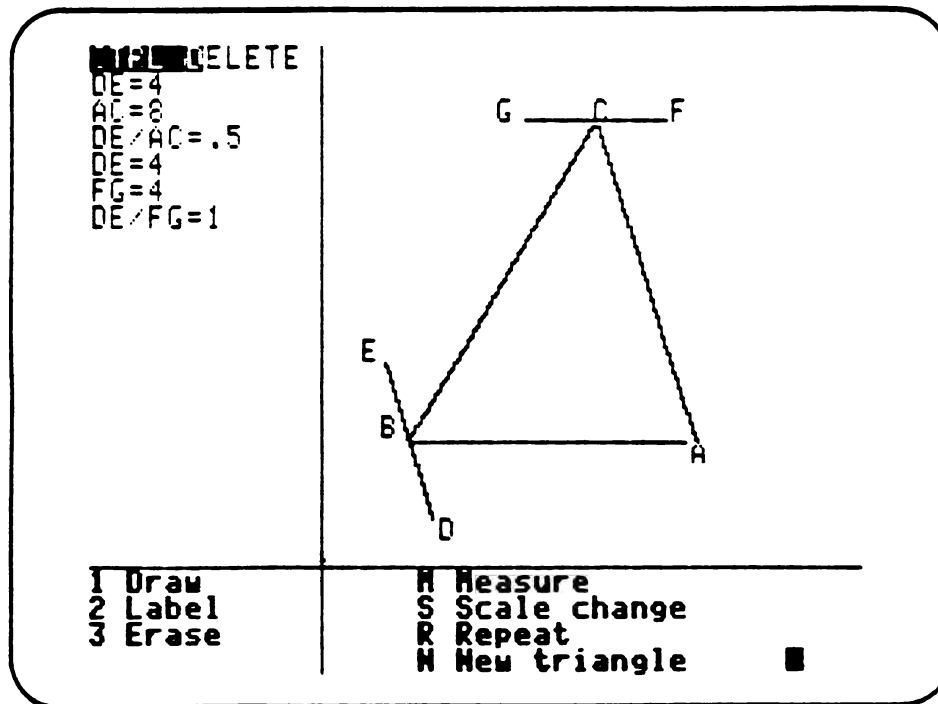 DELETE
DE=4
AC=8
DE/AC=.5
DE=4
FG=4
DE/FG=1
G C F
E
B
A
D
1 Draw
2 Label
3 Erase
M Measure
S Scale change
R Repeat
N New triangle